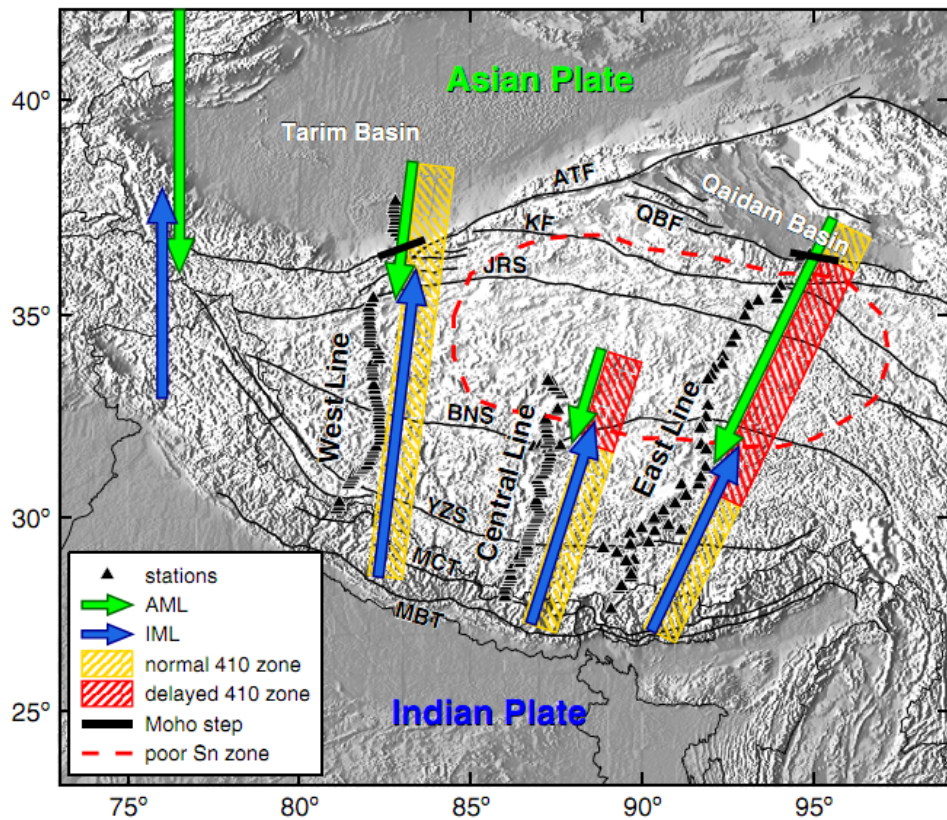 Asian Plate
40°
Tarim Basin
ATF
Qaidam Basin
QBF
KF
JRS
35°
West Line
BNS
Central Line
East Line
30°
YZS
MCT
MBT
stations
AML
IML
normal 410 zone
delayed 410 zone
Moho step
poor Sn zone
Indian Plate
25°
75°
80°
85°
90°
95°